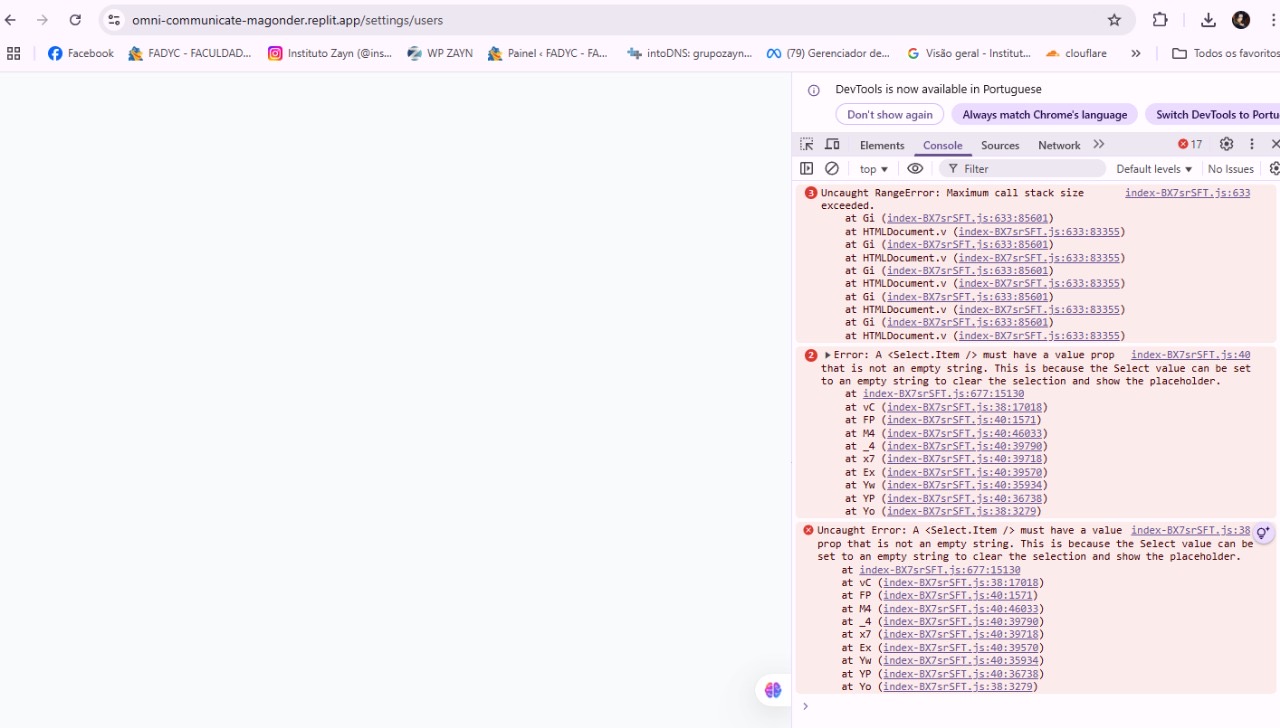 omni-communicate-magonder.replit.app/settings/users
Facebook FADYC - FACULDAD... Instituto Zayn (@ins... WP ZAYN Painel ‹ FADYC - FA... intoDNS: grupozayn.... (79) Gerenciador de... Visão geral - Institut... clouflare » Todos os favoritos
DevTools is now available in Portuguese
Don't show again Always match Chrome's language Switch DevTools to Portu
Elements Console Sources Network 17
top Filter Default levels No Issues
3 Uncaught RangeError: Maximum call stack size index-BX7srSFT.js:633
exceeded.
at Gi (index-BX7srSFT.js:633:85601)
at HTMLDocument.v (index-BX7srSFT.js:633:83355)
at Gi (index-BX7srSFT.js:633:85601)
at HTMLDocument.v (index-BX7srSFT.js:633:83355)
at Gi (index-BX7srSFT.js:633:85601)
at HTMLDocument.v (index-BX7srSFT.js:633:83355)
at Gi (index-BX7srSFT.js:633:85601)
at HTMLDocument.v (index-BX7srSFT.js:633:83355)
at Gi (index-BX7srSFT.js:633:85601)
at HTMLDocument.v (index-BX7srSFT.js:633:83355)
2 Error: A <Select.Item /> must have a value prop index-BX7srSFT.js:40
that is not an empty string. This is because the Select value can be set
to an empty string to clear the selection and show the placeholder.
at index-BX7srSFT.js:677:15130
at vC (index-BX7srSFT.js:38:17018)
at FP (index-BX7srSFT.js:40:1571)
at M4 (index-BX7srSFT.js:40:46033)
at _4 (index-BX7srSFT.js:40:39790)
at x7 (index-BX7srSFT.js:40:39718)
at Ex (index-BX7srSFT.js:40:39570)
at Yw (index-BX7srSFT.js:40:35934)
at YP (index-BX7srSFT.js:40:36738)
at Yo (index-BX7srSFT.js:38:3279)
Uncaught Error: A <Select.Item /> must have a value index-BX7srSFT.js:38
prop that is not an empty string. This is because the Select value can be
set to an empty string to clear the selection and show the placeholder.
at index-BX7srSFT.js:677:15130
at vC (index-BX7srSFT.js:38:17018)
at FP (index-BX7srSFT.js:40:1571)
at M4 (index-BX7srSFT.js:40:46033)
at _4 (index-BX7srSFT.js:40:39790)
at x7 (index-BX7srSFT.js:40:39718)
at Ex (index-BX7srSFT.js:40:39570)
at Yw (index-BX7srSFT.js:40:35934)
at YP (index-BX7srSFT.js:40:36738)
at Yo (index-BX7srSFT.js:38:3279)